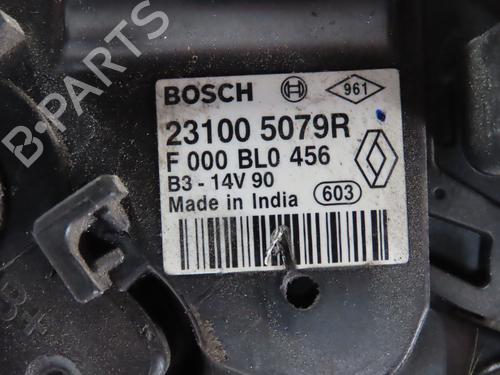 BOSCH
961
23100 5079R
F 000 BL0 456
B3 - 14V 90
Made in India
603
B-PARTS
B+